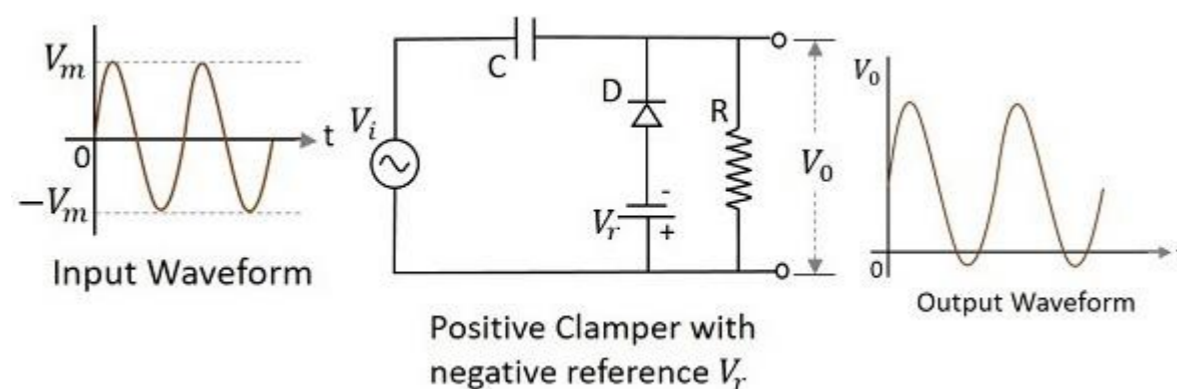 V_m
t
0
−V_m
Input Waveform
C
V_i
D
R
-
V_r
+
V_0
Positive Clamper with
negative reference V_r
V_0
0
Output Waveform